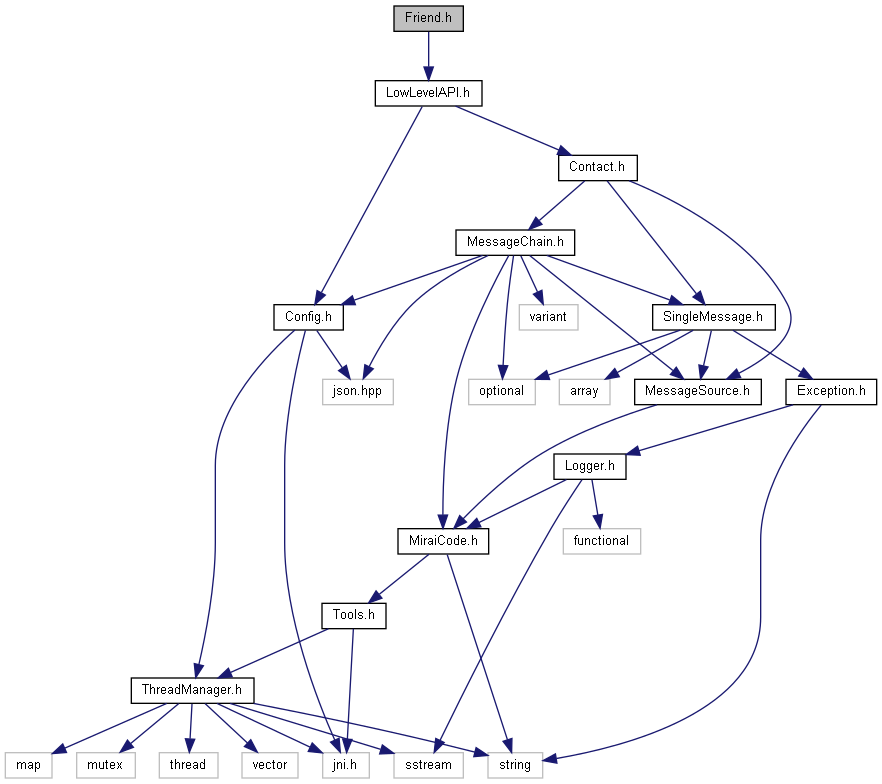 Friend.h
LowLevelAPI.h
Contact.h
MessageChain.h
Config.h
variant
SingleMessage.h
json.hpp
optional
array
MessageSource.h
Exception.h
Logger.h
MiraiCode.h
functional
Tools.h
ThreadManager.h
map
mutex
thread
vector
jni.h
sstream
string